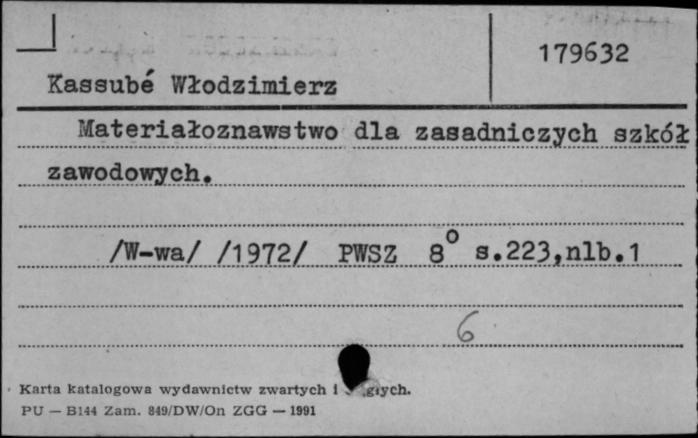 179632
Kassubé Włodzimierz
Materiałoznawstwo dla zasadniczych szkół
zawodowych.
/W-wa/ /1972/ PWSZ 8° s.223,nlb.1
6
Karta katalogowa wydawnictw zwartych i
PU — B144 Zam. 849/DW/On ZGG — 1991